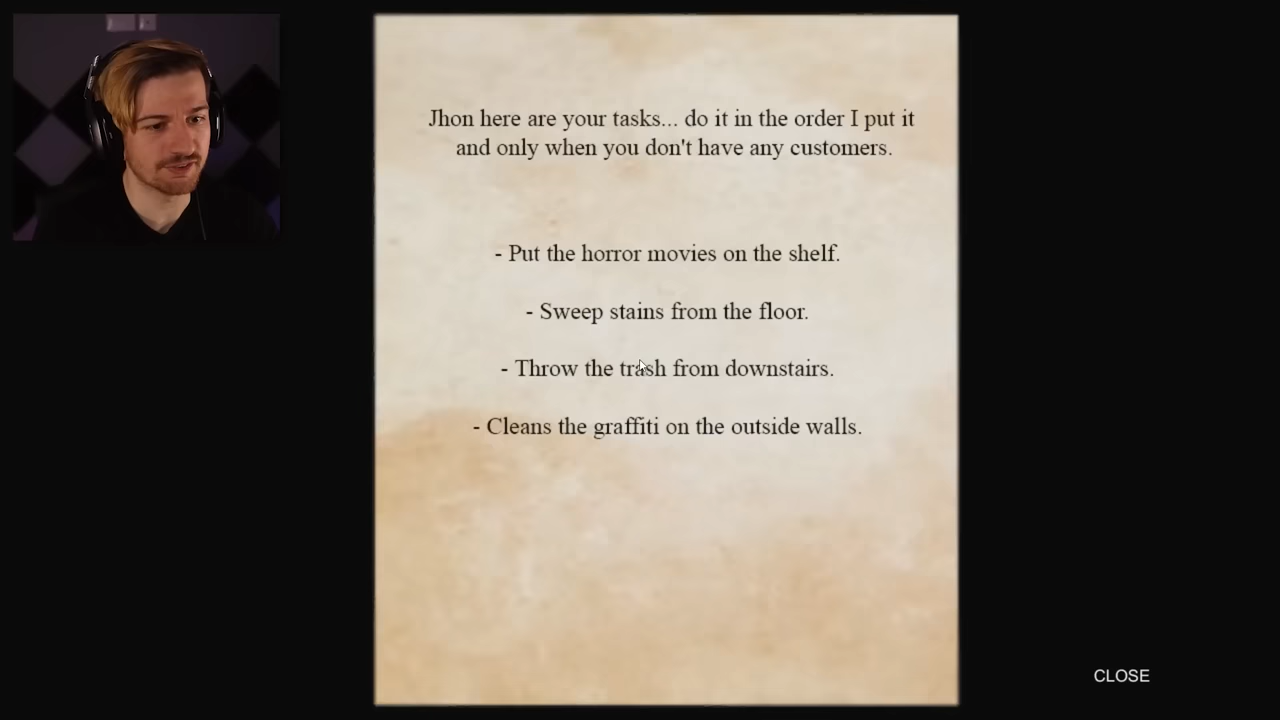 Jhon here are your tasks... do it in the order I put it
and only when you don't have any customers.
- Put the horror movies on the shelf.
- Sweep stains from the floor.
- Throw the trash from downstairs.
- Cleans the graffiti on the outside walls.
CLOSE